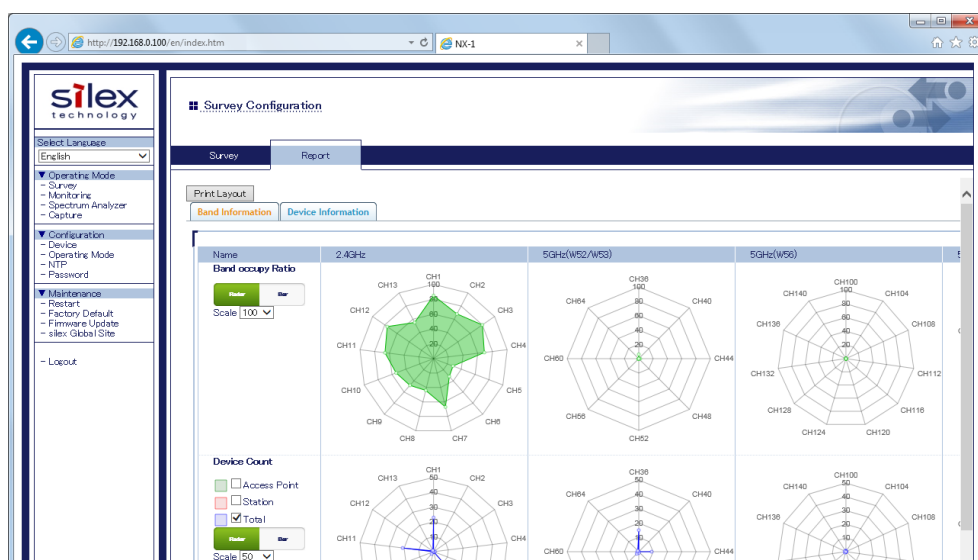 http://192.168.0.100/en/index.htm
NX-1
silex
technology
Select Language
English
▼ Operating Mode
- Survey
- Monitoring
- Spectrum Analyzer
- Capture
▼ Configuration
- Device
- Operating Mode
- NTP
- Password
▼ Maintenance
- Restart
- Factory Default
- Firmware Update
- silex Global Site
- Logout
Survey Configuration
Survey Report
Print Layout
Band Information Device Information
Name 2.4GHz 5GHz(W52/W53) 5GHz(W56)
Band occupy Ratio
Radar Bar
Scale 100
CH1
CH2
CH3
CH4
CH5
CH6
CH7
CH8
CH9
CH10
CH11
CH12
CH13
100
80
60
40
20
CH36
CH40
CH44
CH48
CH52
CH56
CH60
CH64
100
80
60
40
20
CH100
CH104
CH108
CH112
CH116
CH120
CH124
CH128
CH132
CH136
CH140
100
80
60
40
20
Device Count
Access Point
Station
Total
Radar Bar
Scale 50
CH1
CH2
CH3
CH4
CH11
CH12
CH13
50
40
30
20
10
CH36
CH40
CH44
CH60
CH64
50
40
30
20
10
CH100
CH104
CH108
CH136
CH140
50
40
30
20
10